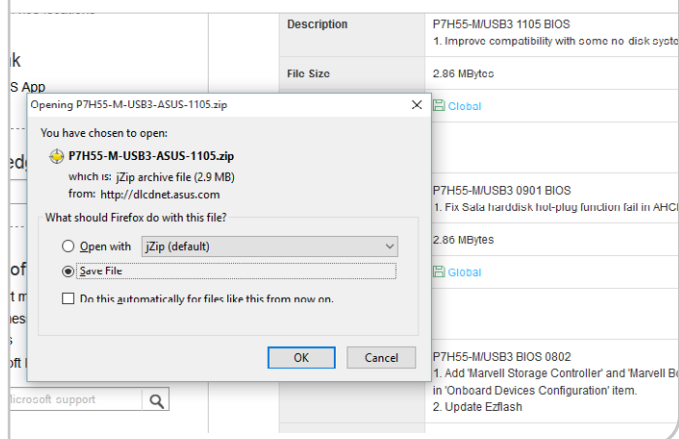 Description
P7H55-M/USB3 1105 BIOS
1. Improve compatibility with some no-disk syste
k
S App
File Size
2.86 MBytes
Opening P7H55-M-USB3-ASUS-1105.zip
Global
You have chosen to open:
P7H55-M-USB3-ASUS-1105.zip
which is: jZip archive file (2.9 MB)
from: http://dlcdnet.asus.com
What should Firefox do with this file?
Open with
jZip (default)
Save File
Do this automatically for files like this from now on.
OK
Cancel
P7H55-M/USB3 0901 BIOS
1. Fix Sata harddisk hot-plug function fail in AHCI
2.86 MBytes
Global
P7H55-M/USB3 BIOS 0802
1. Add 'Marvell Storage Controller' and 'Marvell Bo
in 'Onboard Devices Configuration' item.
2. Update Ezflash
of
t m
es
oft
icrosoft support